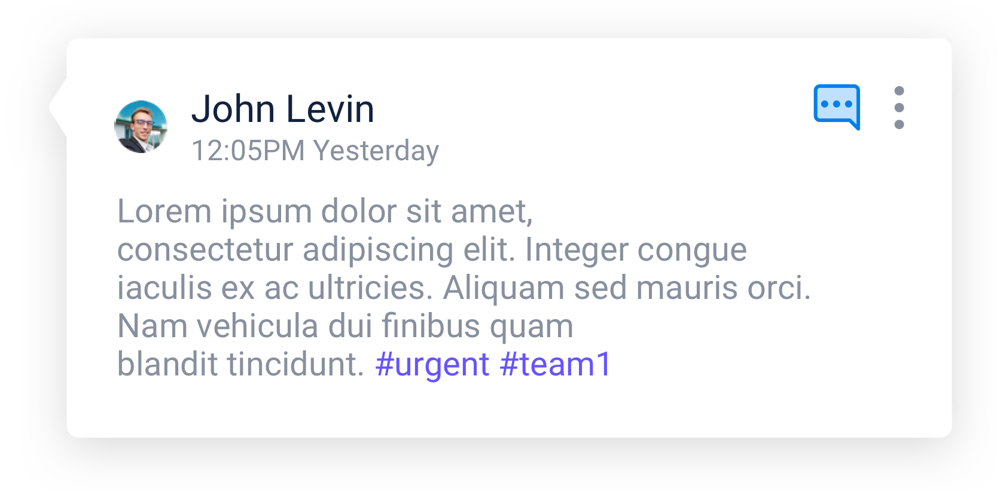 John Levin
12:05PM Yesterday
Lorem ipsum dolor sit amet,
consectetur adipiscing elit. Integer congue
iaculis ex ac ultricies. Aliquam sed mauris orci.
Nam vehicula dui finibus quam
blandit tincidunt. #urgent #team1